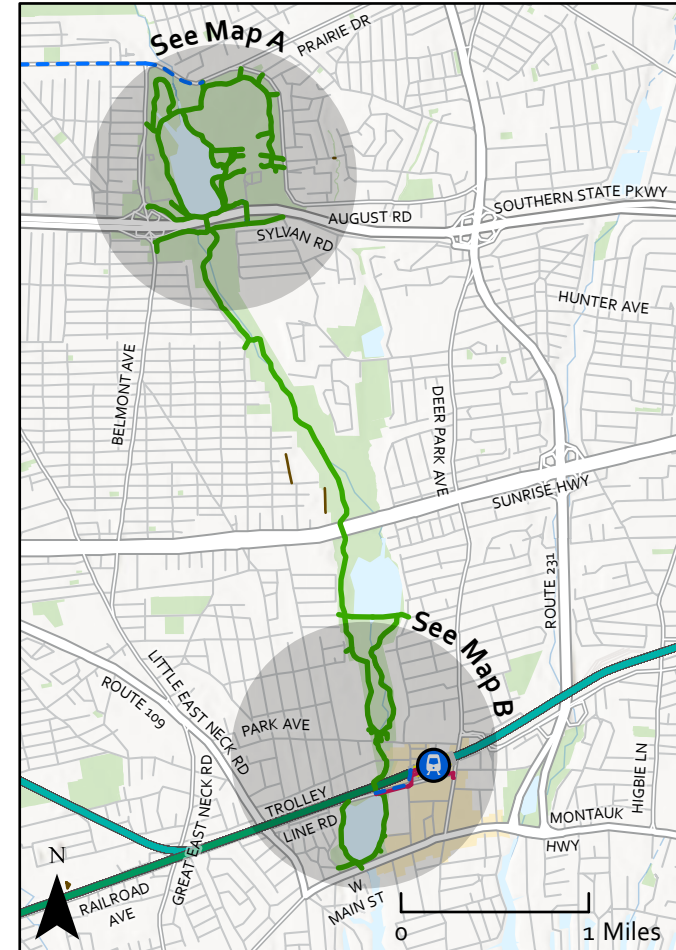 See Map A
PRAIRIE DR
SOUTHERN STATE PKWY
AUGUST RD
SYLVAN RD
HUNTER AVE
BELMONT AVE
DEER PARK AVE
SUNRISE HWY
ROUTE 231
See Map B
LITTLE EAST NECK RD
ROUTE 109
PARK AVE
GREAT EAST NECK RD
TROLLEY
LINE RD
HIGBIE LN
MONTAUK
HWY
N
RAILROAD
AVE
W
MAIN ST
0
1 Miles